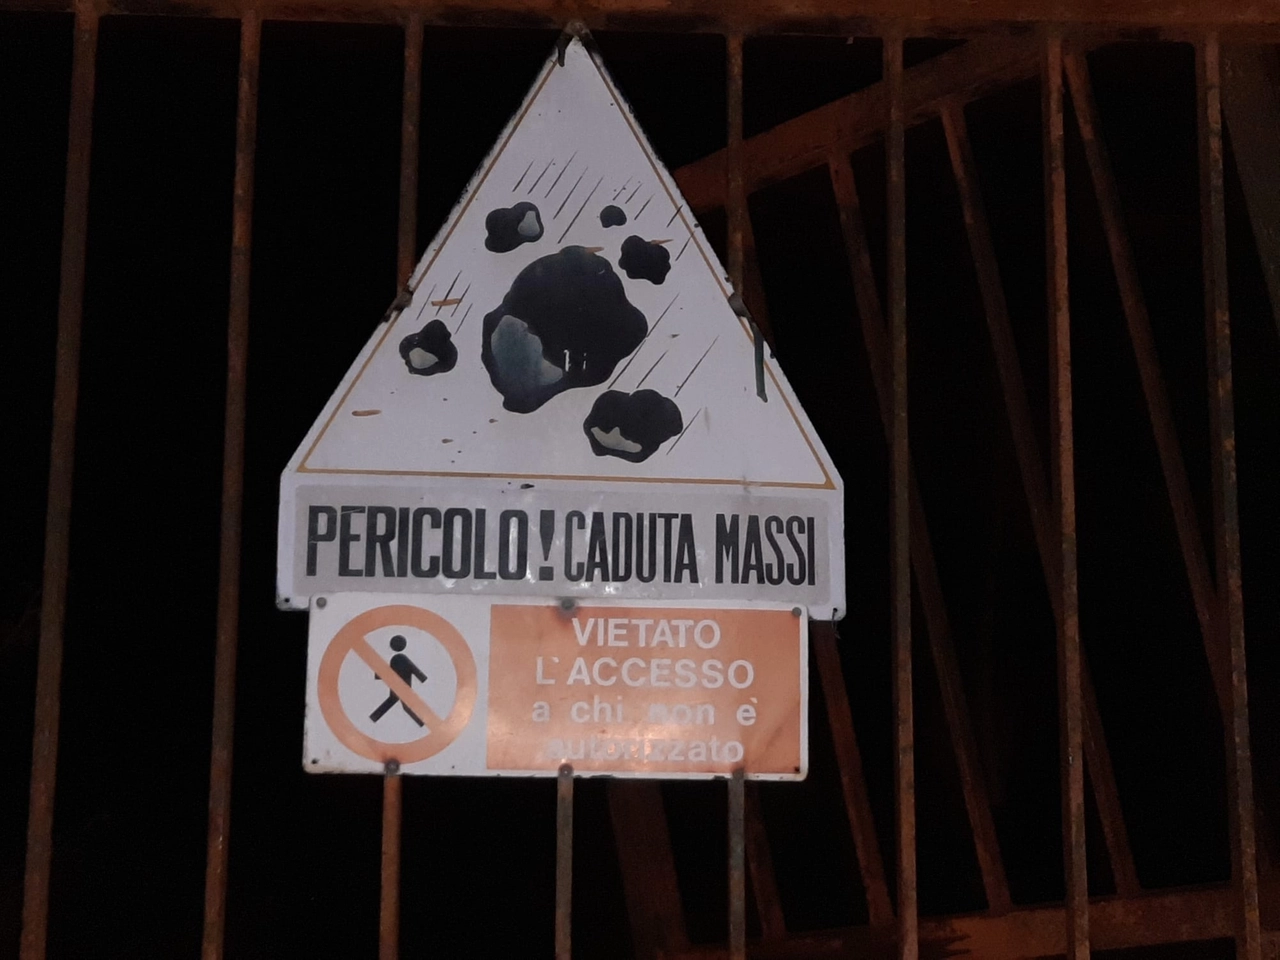 PERICOLO! CADUTA MASSI
VIETATO
L'ACCESSO
a chi non è
autorizzato